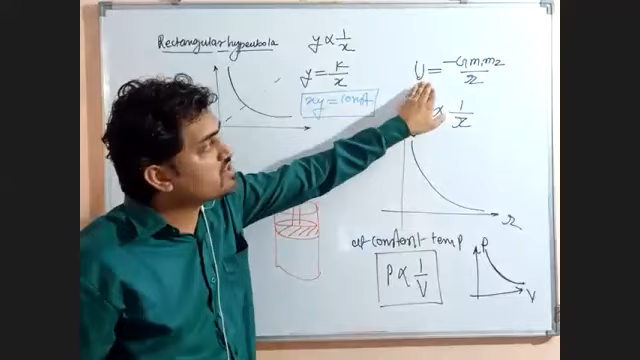 Rectangular hyperbola
y ∝ 1/x
y = K/x
xy = const
U = -Gm₁m₂/r
∝ 1/r
r
at constant temp
P ∝ 1/V
P
V